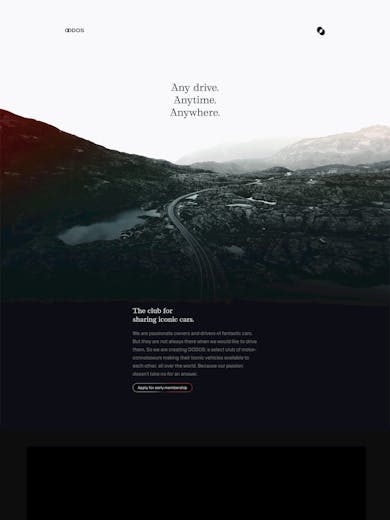 ODOS
Any drive.
Anytime.
Anywhere.
The club for
sharing iconic cars.
We are passionate owners and drivers of fantastic cars.
But they are not always there when we would like to drive
them. So we are creating a select club of motor-
connoisseurs making their iconic vehicles available to
each other, all over the world. Because our passion
doesn't take no for an answer.
Apply for early membership